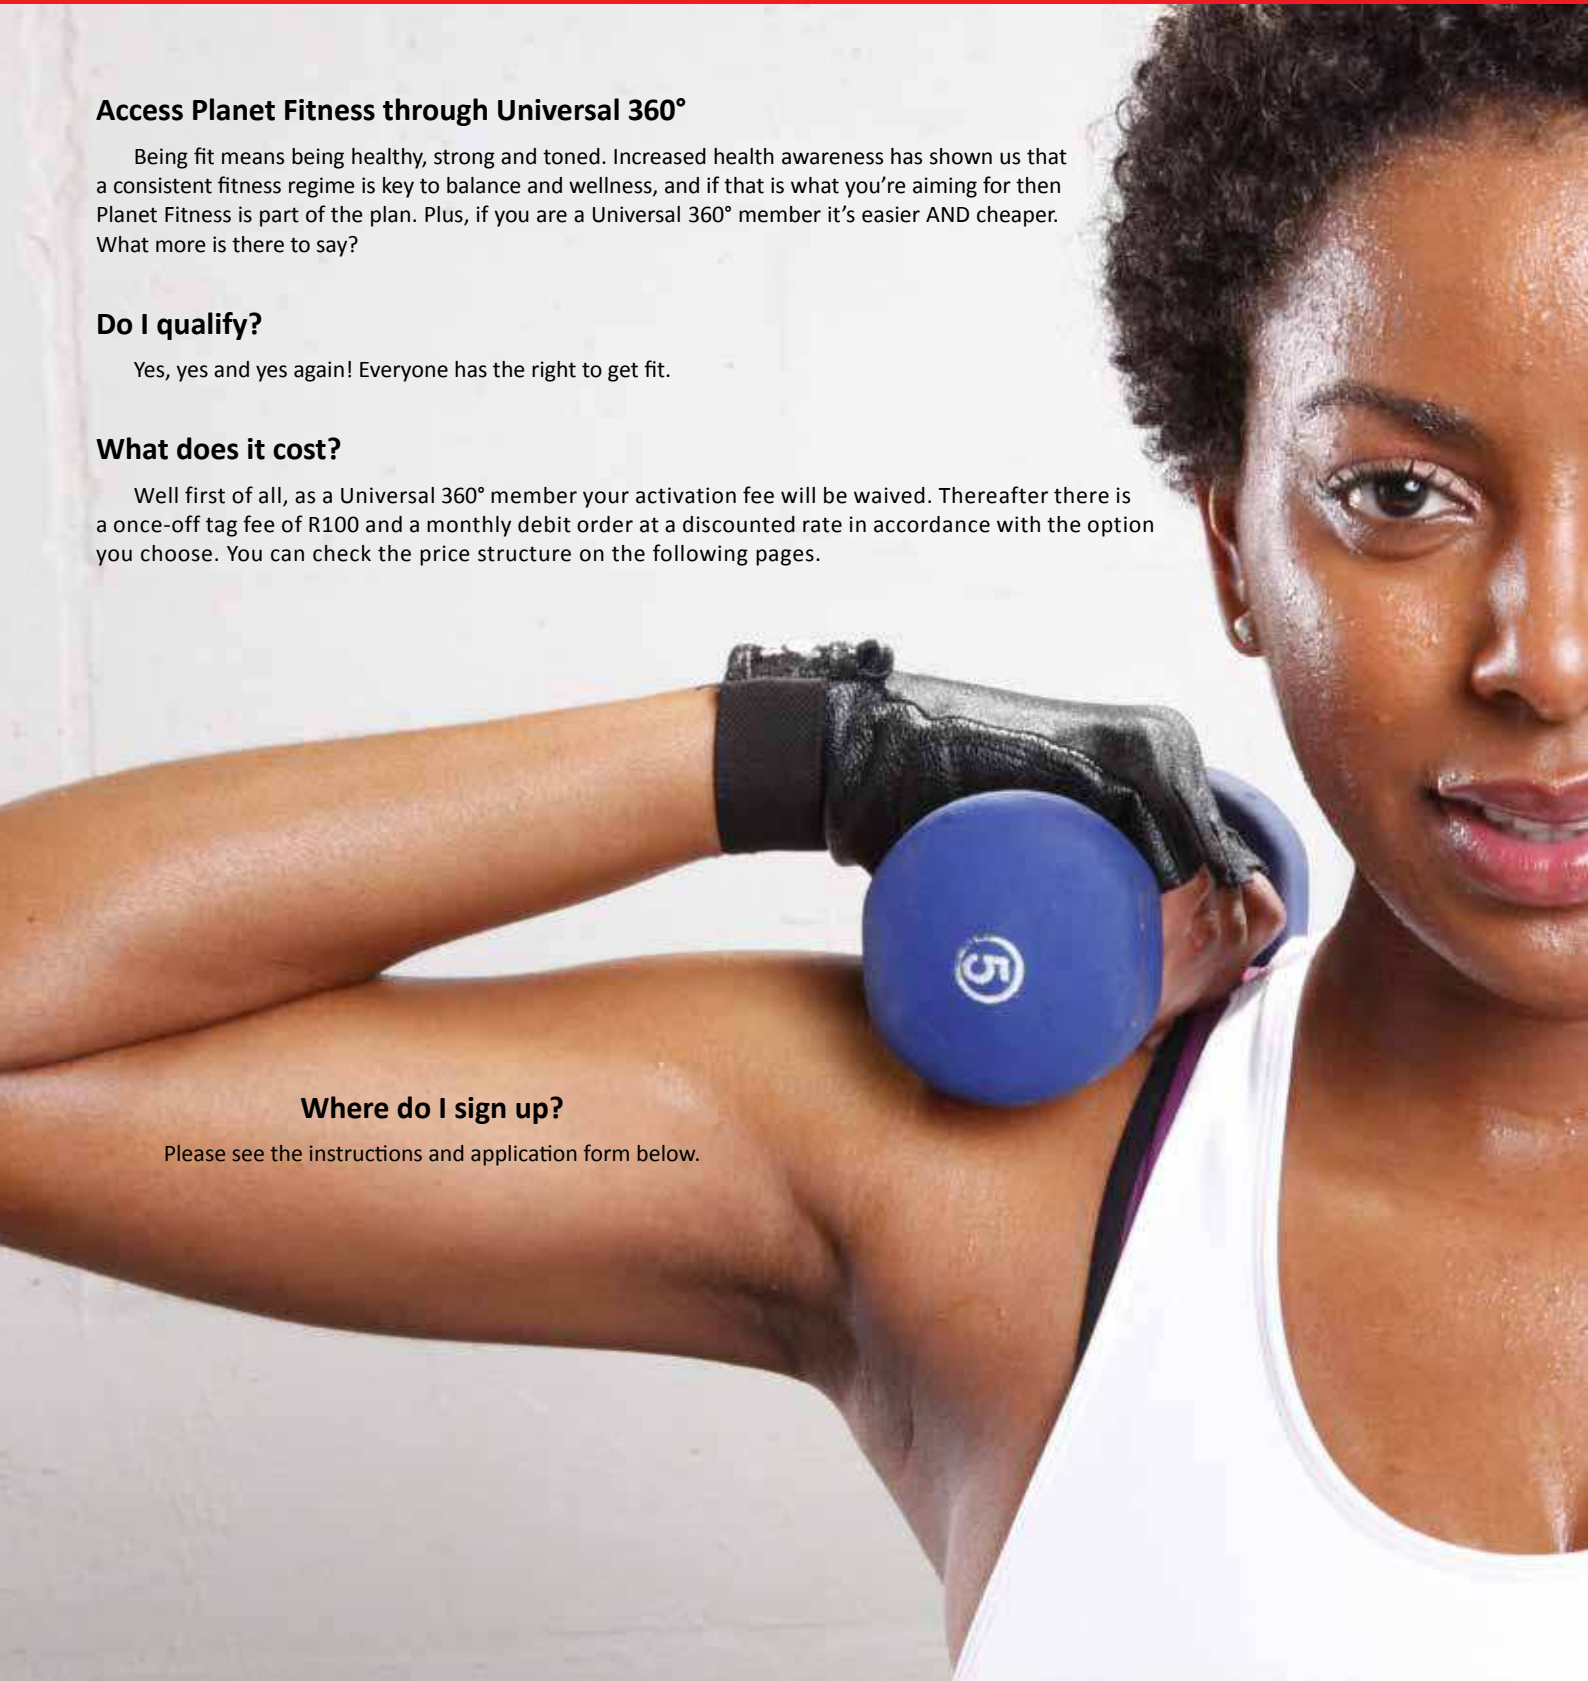 Access Planet Fitness through Universal 360°
Being fit means being healthy, strong and toned. Increased health awareness has shown us that
a consistent fitness regime is key to balance and wellness, and if that is what you’re aiming for then
Planet Fitness is part of the plan. Plus, if you are a Universal 360° member it’s easier AND cheaper.
What more is there to say?
Do I qualify?
Yes, yes and yes again! Everyone has the right to get fit.
What does it cost?
Well first of all, as a Universal 360° member your activation fee will be waived. Thereafter there is
a once-off tag fee of R100 and a monthly debit order at a discounted rate in accordance with the option
you choose. You can check the price structure on the following pages.
5
Where do I sign up?
Please see the instructions and application form below.